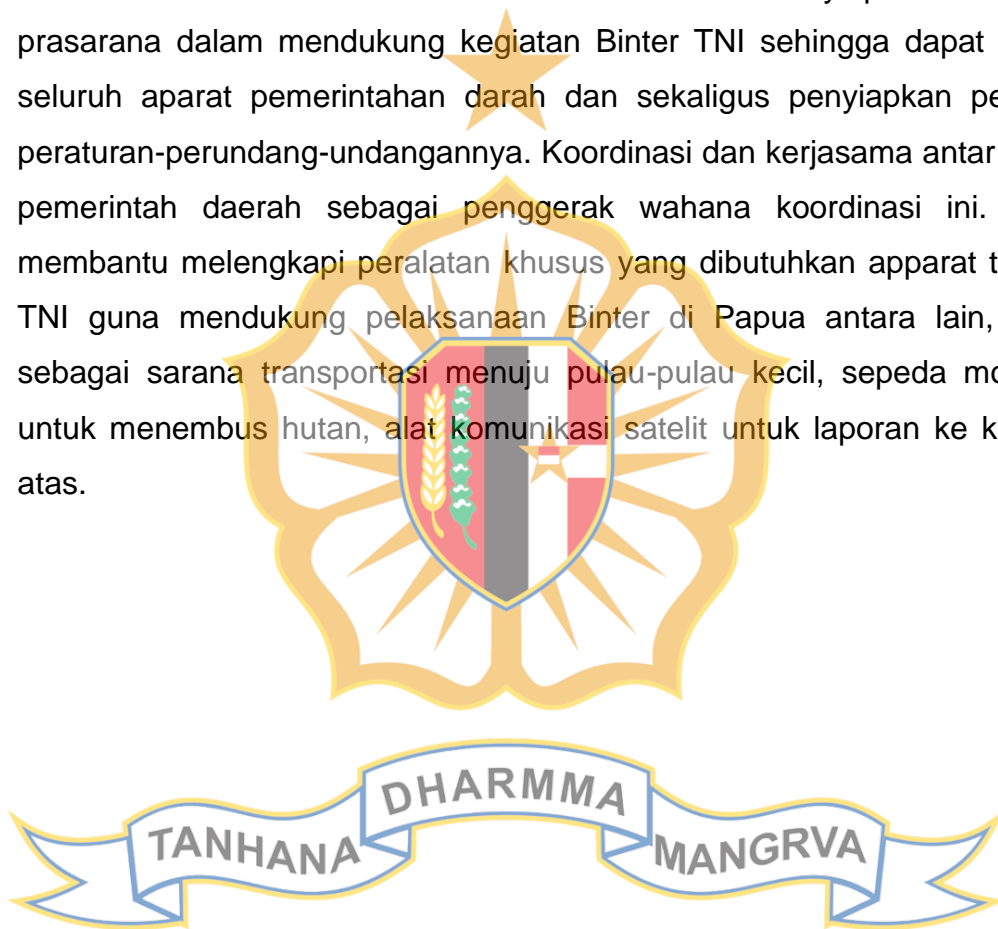 prasarana dalam mendukung kegiatan Binter TNI sehingga dapat
seluruh aparat pemerintahan darah dan sekaligus penyiapkan
peraturan-perundang-undangannya. Koordinasi dan kerjasama antar
pemerintah daerah sebagai penggerak wahana koordinasi ini.
membantu melengkapi peralatan khusus yang dibutuhkan apparat
TNI guna mendukung pelaksanaan Binter di Papua antara lain,
sebagai sarana transportasi menuju pulau-pulau kecil, sepeda
untuk menembus hutan, alat komunikasi satelit untuk laporan ke
atas.
TANHANA DHARMMA MANGRVA